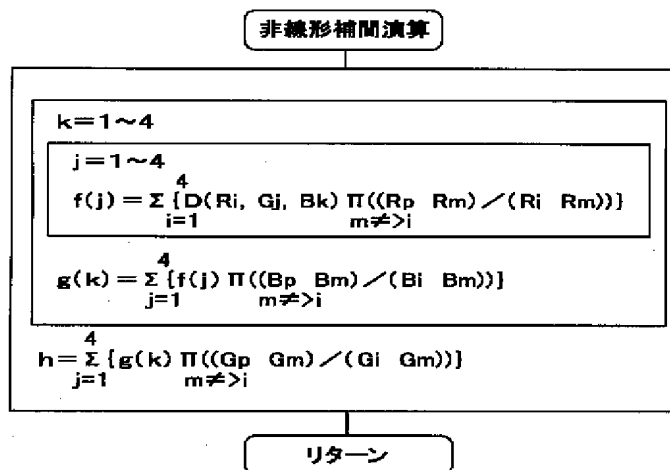 非線形補間演算
k=1～4
j=1～4
4
f(j)=Σ{D(Ri, Gj, Bk) Π((Rp Rm)／(Ri Rm))}
i=1 m≠>i
4
g(k)=Σ{f(j) Π((Bp Bm)／(Bi Bm))}
j=1 m≠>i
4
h=Σ{g(k) Π((Gp Gm)／(Gi Gm))}
j=1 m≠>i
リターン